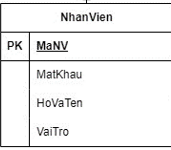 NhanVien
PK MaNV
MatKhau
HoVaTen
VaiTro